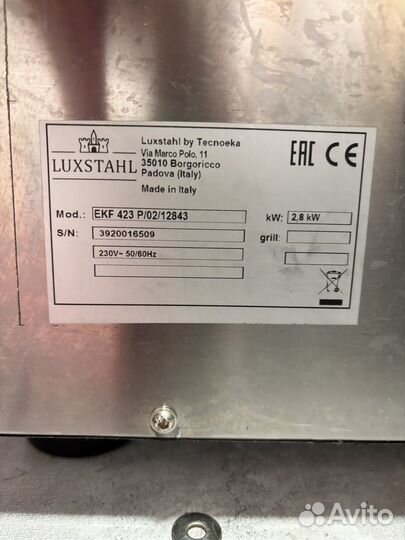 LUXSTAHL
Luxstahl by Tecnoeka
Via Marco Polo, 11
35010 Borgoricco
Padova (Italy)
Made in Italy
EAC CE
Mod.: EKF 423 P/02/12843 kW: 2,8 kW
S/N: 3920016509 grill:
230V~ 50/60Hz
Avito